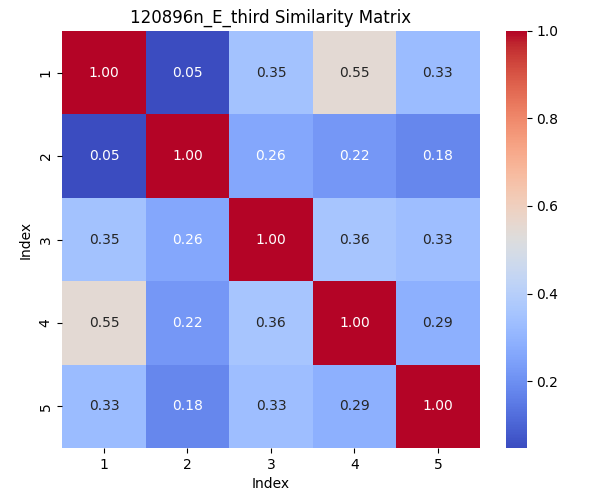 120896n_E_third Similarity Matrix
1 1.00 0.05 0.35 0.55 0.33
2 0.05 1.00 0.26 0.22 0.18
3 0.35 0.26 1.00 0.36 0.33
4 0.55 0.22 0.36 1.00 0.29
5 0.33 0.18 0.33 0.29 1.00
1 2 3 4 5
Index
Index
1.0
0.8
0.6
0.4
0.2